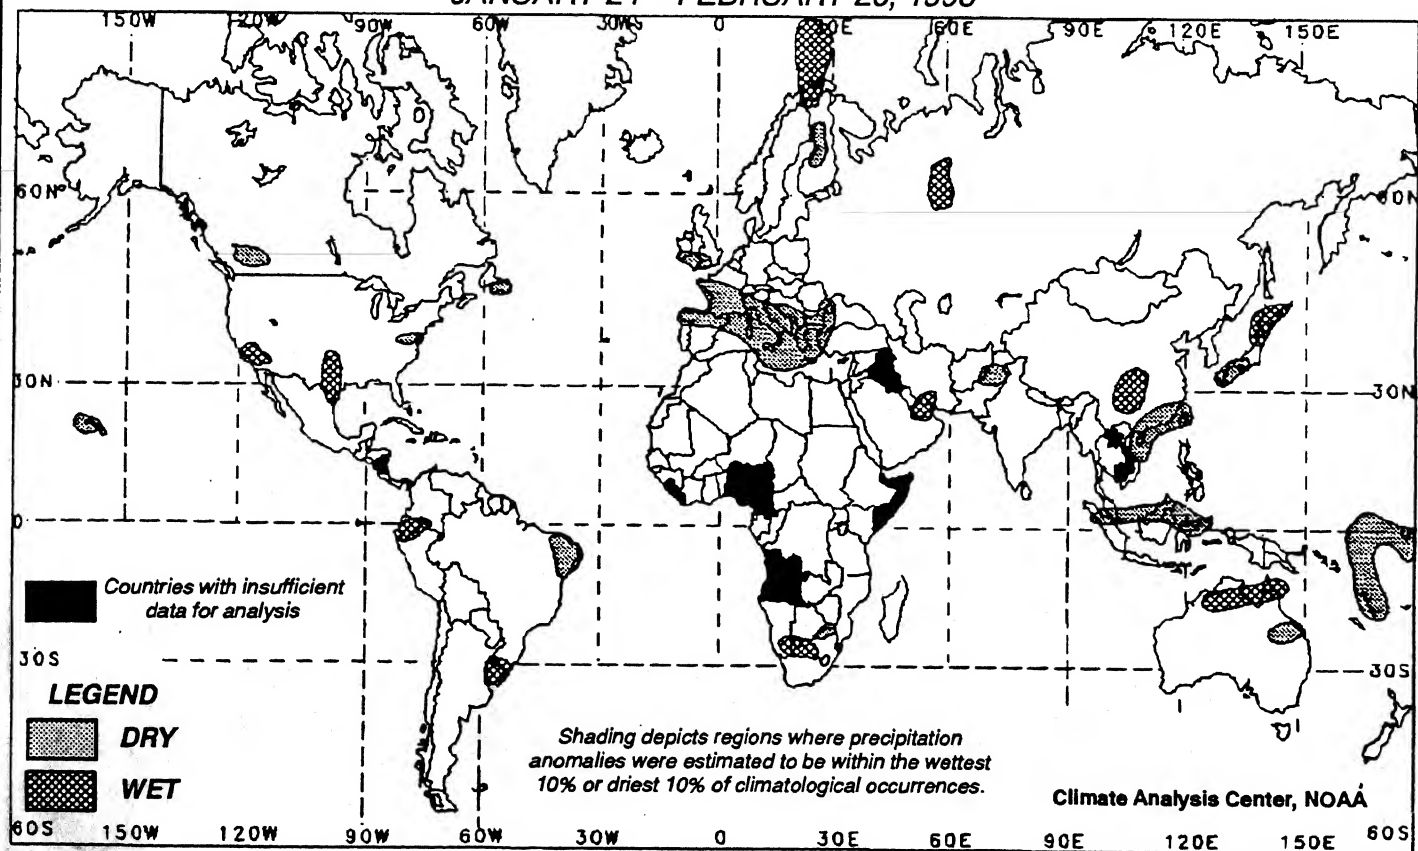 150W 120W 90W 60W 30W 0 30E 60E 90E 120E 150E
60N 60N
30N 30N
0
Countries with insufficient
data for analysis
30S 30S
LEGEND
DRY
WET
Shading depicts regions where precipitation
anomalies were estimated to be within the wettest
10% or driest 10% of climatological occurrences.
Climate Analysis Center, NOAA
60S 150W 120W 90W 60W 30W 0 30E 60E 90E 120E 150E 60S